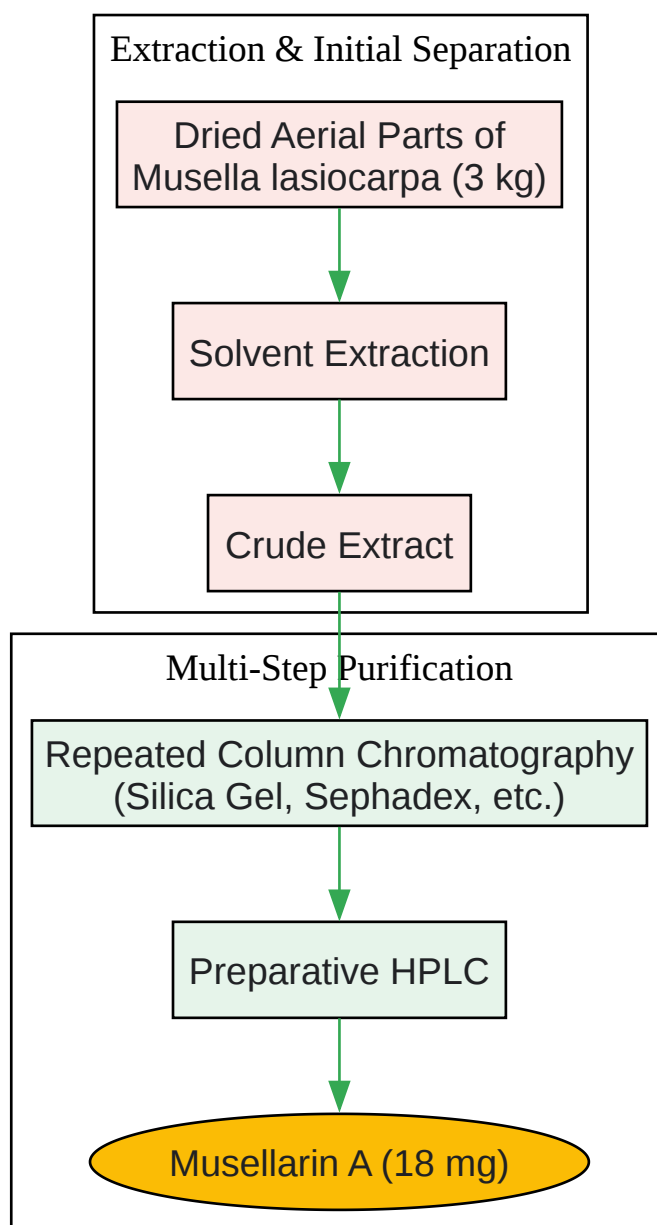 Extraction & Initial Separation
Dried Aerial Parts of
Musella lasiocarpa (3 kg)
Solvent Extraction
Crude Extract
Multi-Step Purification
Repeated Column Chromatography
(Silica Gel, Sephadex, etc.)
Preparative HPLC
Musellarin A (18 mg)